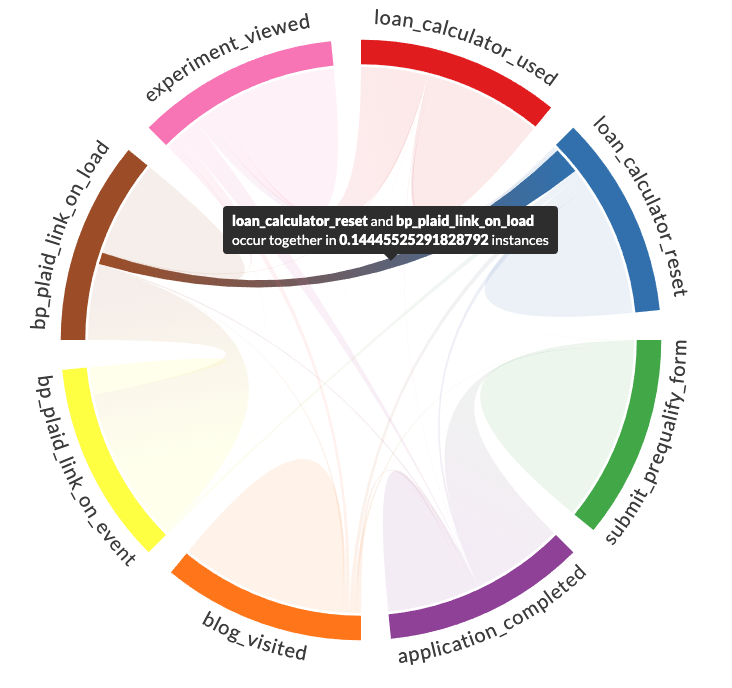 experiment_viewed
loan_calculator_used
loan_calculator_reset
bp_plaid_link_on_load
loan_calculator_reset and bp_plaid_link_on_load
occur together in 0.14445525291828792 instances
bp_plaid_link_on_event
submit_prequalify_form
blog_visited
application_completed